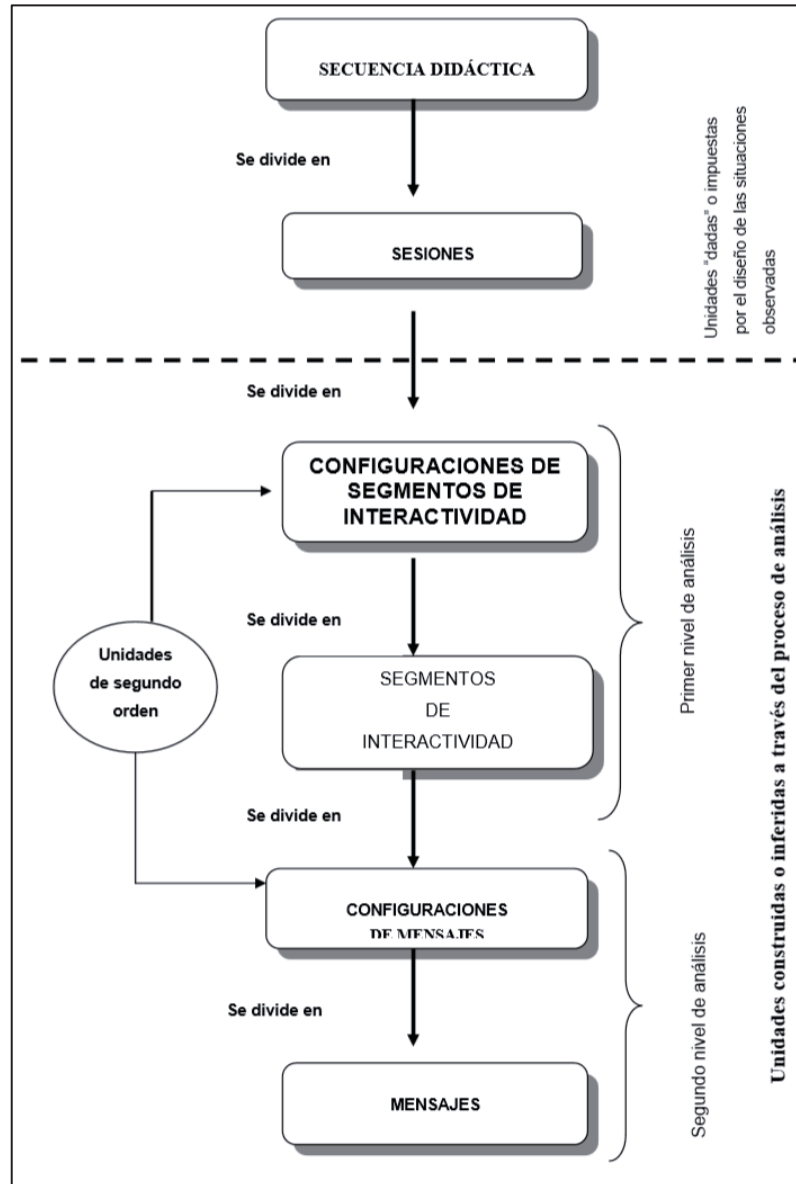 SECUENCIA DIDÁCTICA
Se divide en
SESIONES
Unidades "dadas" o impuestas
por el diseño de las situaciones
observadas
Se divide en
CONFIGURACIONES DE
SEGMENTOS DE
INTERACTIVIDAD
Se divide en
Unidades
de segundo
orden
SEGMENTOS
DE
INTERACTIVIDAD
Primer nivel de análisis
Se divide en
CONFIGURACIONES
DE MENSAJES
Se divide en
MENSAJES
Segundo nivel de análisis
Unidades construidas o inferidas a través del proceso de análisis